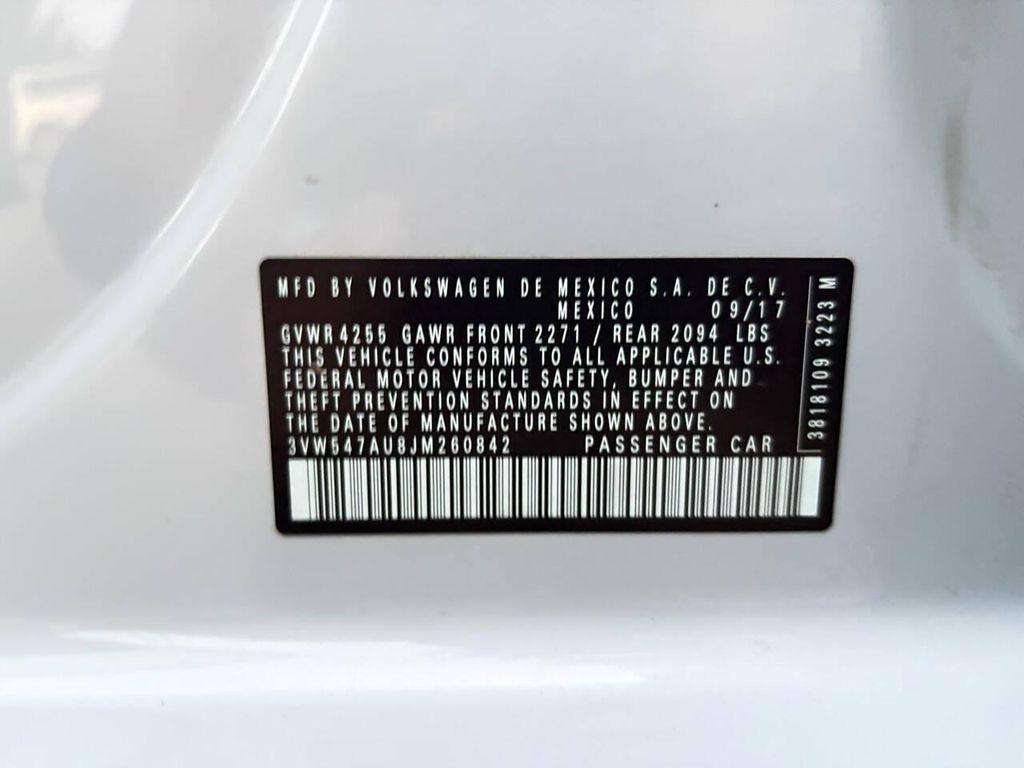 MFD BY VOLKSWAGEN DE MEXICO S.A. DE C.V.
MEXICO 09/17
GVWR 4255 GAWR FRONT 2271 / REAR 2094 LBS
THIS VEHICLE CONFORMS TO ALL APPLICABLE U.S.
FEDERAL MOTOR VEHICLE SAFETY, BUMPER AND
THEFT PREVENTION STANDARDS IN EFFECT ON
THE DATE OF MANUFACTURE SHOWN ABOVE.
3VW547AU8JM260842 PASSENGER CAR
3818109 3223 M